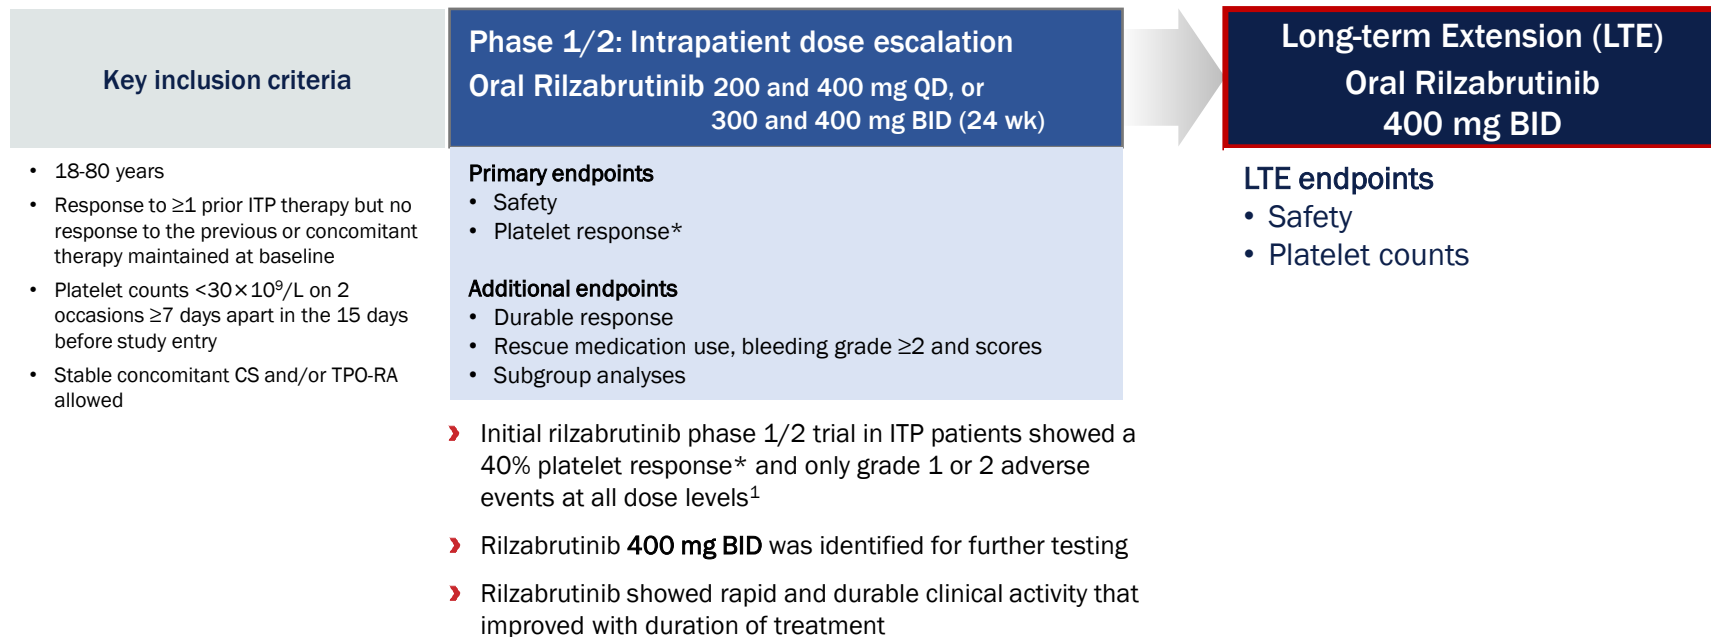 Key inclusion criteria
• 18-80 years
• Response to ≥1 prior ITP therapy but no
response to the previous or concomitant
therapy maintained at baseline
• Platelet counts <30×10⁹/L on 2
occasions ≥7 days apart in the 15 days
before study entry
• Stable concomitant CS and/or TPO-RA
allowed
Phase 1/2: Intrapatient dose escalation
Oral Rilzabrutinib 200 and 400 mg QD, or
300 and 400 mg BID (24 wk)
Primary endpoints
• Safety
• Platelet response*
Additional endpoints
• Durable response
• Rescue medication use, bleeding grade ≥2 and scores
• Subgroup analyses
› Initial rilzabrutinib phase 1/2 trial in ITP patients showed a
40% platelet response* and only grade 1 or 2 adverse
events at all dose levels¹
› Rilzabrutinib 400 mg BID was identified for further testing
› Rilzabrutinib showed rapid and durable clinical activity that
improved with duration of treatment
Long-term Extension (LTE)
Oral Rilzabrutinib
400 mg BID
LTE endpoints
• Safety
• Platelet counts